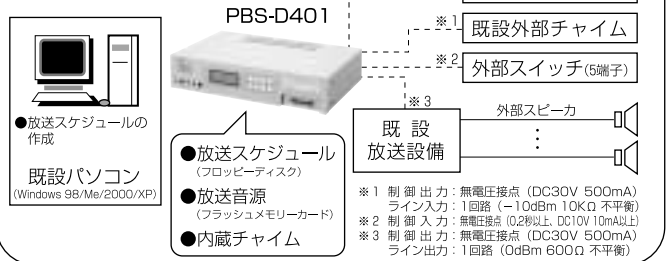 PBS-D401
※1
既設外部チャイム
※2
外部スイッチ(5端子)
※3
●放送スケジュールの
作成
既設パソコン
(Windows 98/Me/2000/XP)
●放送スケジュール
(フロッピーディスク)
●放送音源
(フラッシュメモリーカード)
●内蔵チャイム
既設
放送設備
外部スピーカ
※1 制御出力：無電圧接点（DC30V 500mA）
ライン入力：1回路（−10dBm 10KΩ 不平衡）
※2 制御入力：無電圧接点（0.2秒以上、DC10V 10mA以上）
※3 制御出力：無電圧接点（DC30V 500mA）
ライン出力：1回路（0dBm 600Ω 不平衡）